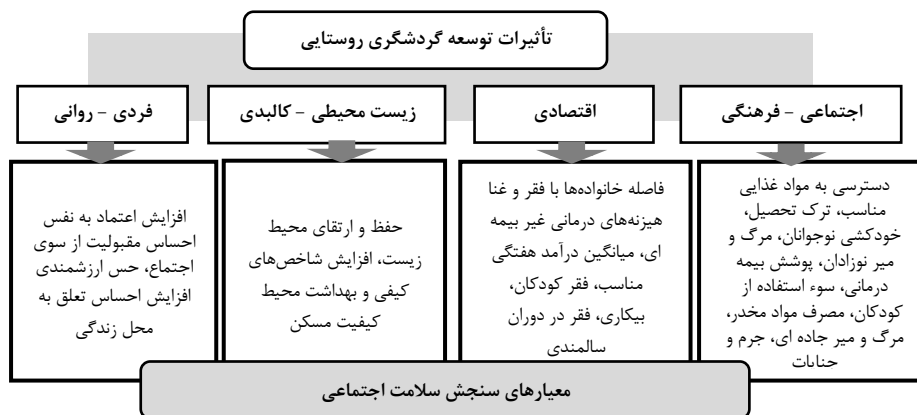 تأثیرات توسعه گردشگری روستایی
اجتماعی - فرهنگی
اقتصادی
زیست محیطی - کالبدی
فردی - روانی
دسترسی به مواد غذایی
مناسب، ترک تحصیل،
خودکشی نوجوانان، مرگ و
میر نوزادان، پوشش بیمه
درمانی، سوء استفاده از
کودکان، مصرف مواد مخدر،
مرگ و میر جاده ای، جرم و
جنایات
فاصله خانواده‌ها با فقر و غنا
هیزنه‌های درمانی غیر بیمه
ای، میانگین درآمد هفتگی
مناسب، فقر کودکان،
بیکاری، فقر در دوران
سالمندی
حفظ و ارتقای محیط
زیست، افزایش شاخص‌های
کیفی و بهداشت محیط
کیفیت مسکن
افزایش اعتماد به نفس
احساس مقبولیت از سوی
اجتماع، حس ارزشمندی
افزایش احساس تعلق به
محل زندگی
معیارهای سنجش سلامت اجتماعی